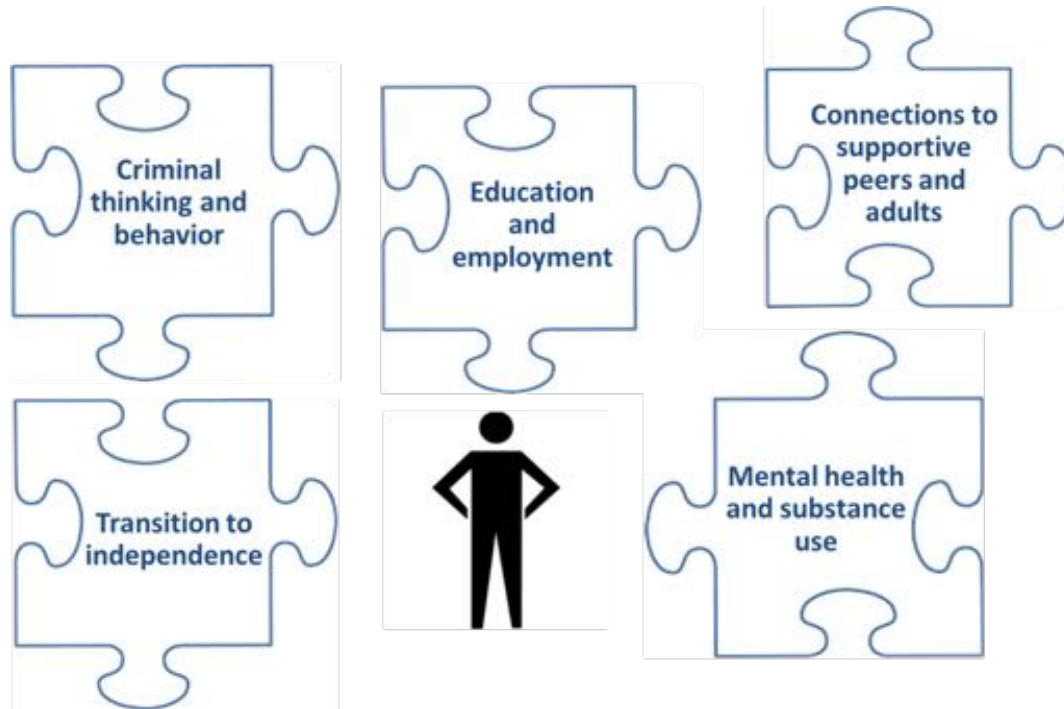 Criminal
thinking and
behavior
Education
and
employment
Connections to
supportive
peers and
adults
Transition to
independence
Mental health
and substance
use